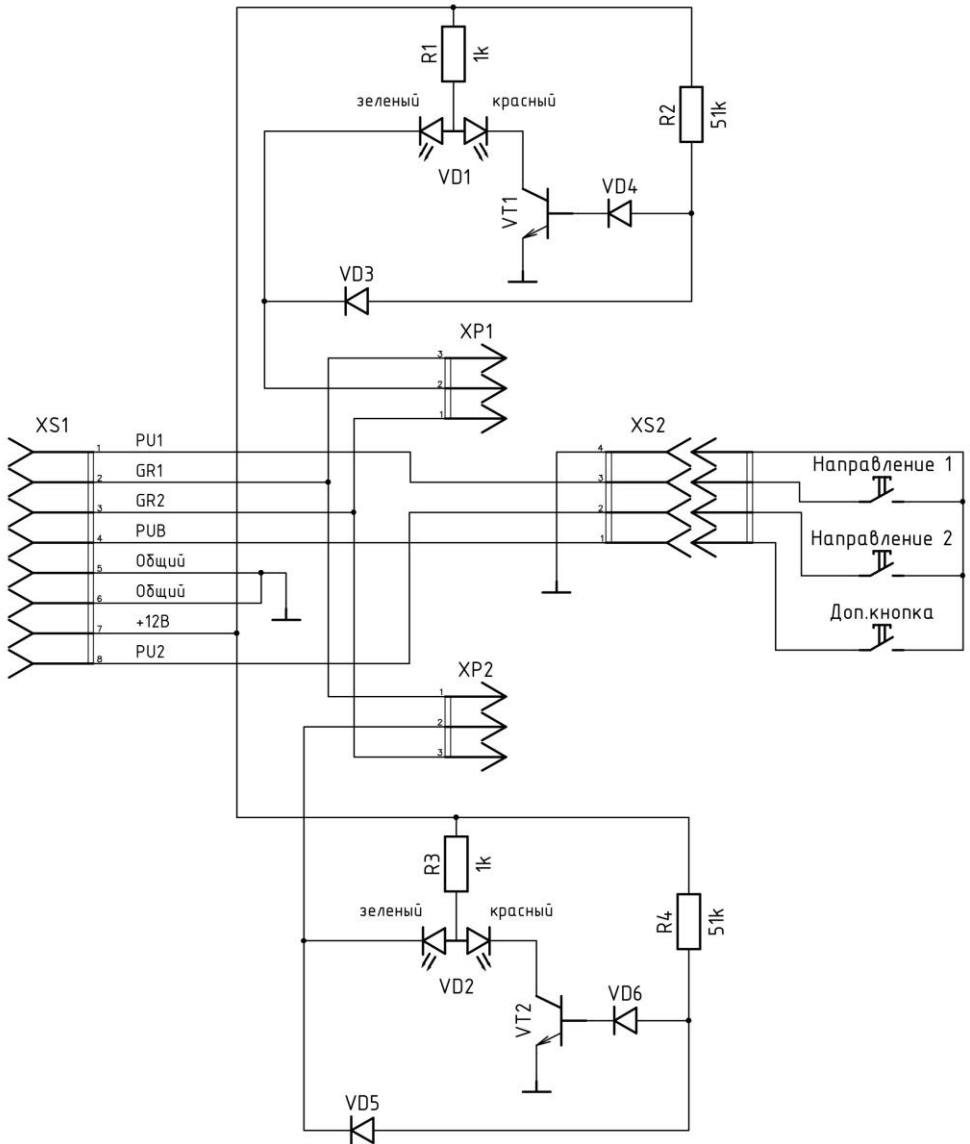 R1
1k
зеленый
красный
VD1
R2
51k
VD4
VT1
VD3
XP1
3
2
1
XS1
XS2
1
PU1
4
2
GR1
3
Направление 1
3
GR2
2
4
PUB
1
Направление 2
5
Общий
6
Общий
Доп.кнопка
7
+12В
8
PU2
XP2
1
2
3
R3
1k
зеленый
красный
VD2
R4
51k
VD6
VT2
VD5